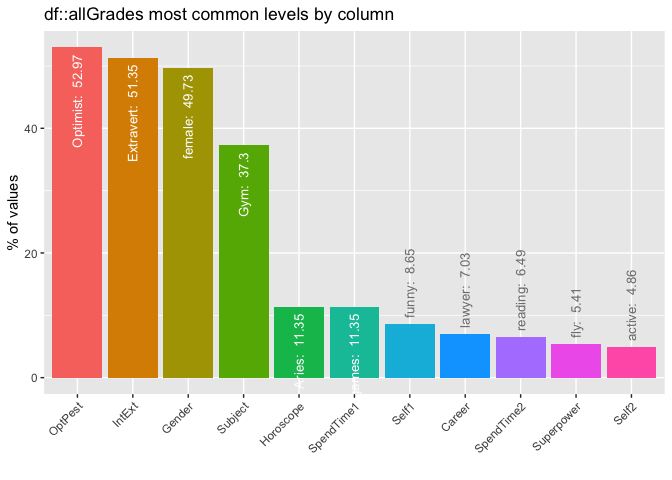 df::allGrades most common levels by column
% of values
40
20
0
Optimist: 52.97
Extravert: 51.35
female: 49.73
Gym: 37.3
Aries: 11.35
ames: 11.35
funny: 8.65
lawyer: 7.03
reading: 6.49
fly: 5.41
active: 4.86
OptPest
IntExt
Gender
Subject
Horoscope
SpendTime1
Self1
Career
SpendTime2
Superpower
Self2